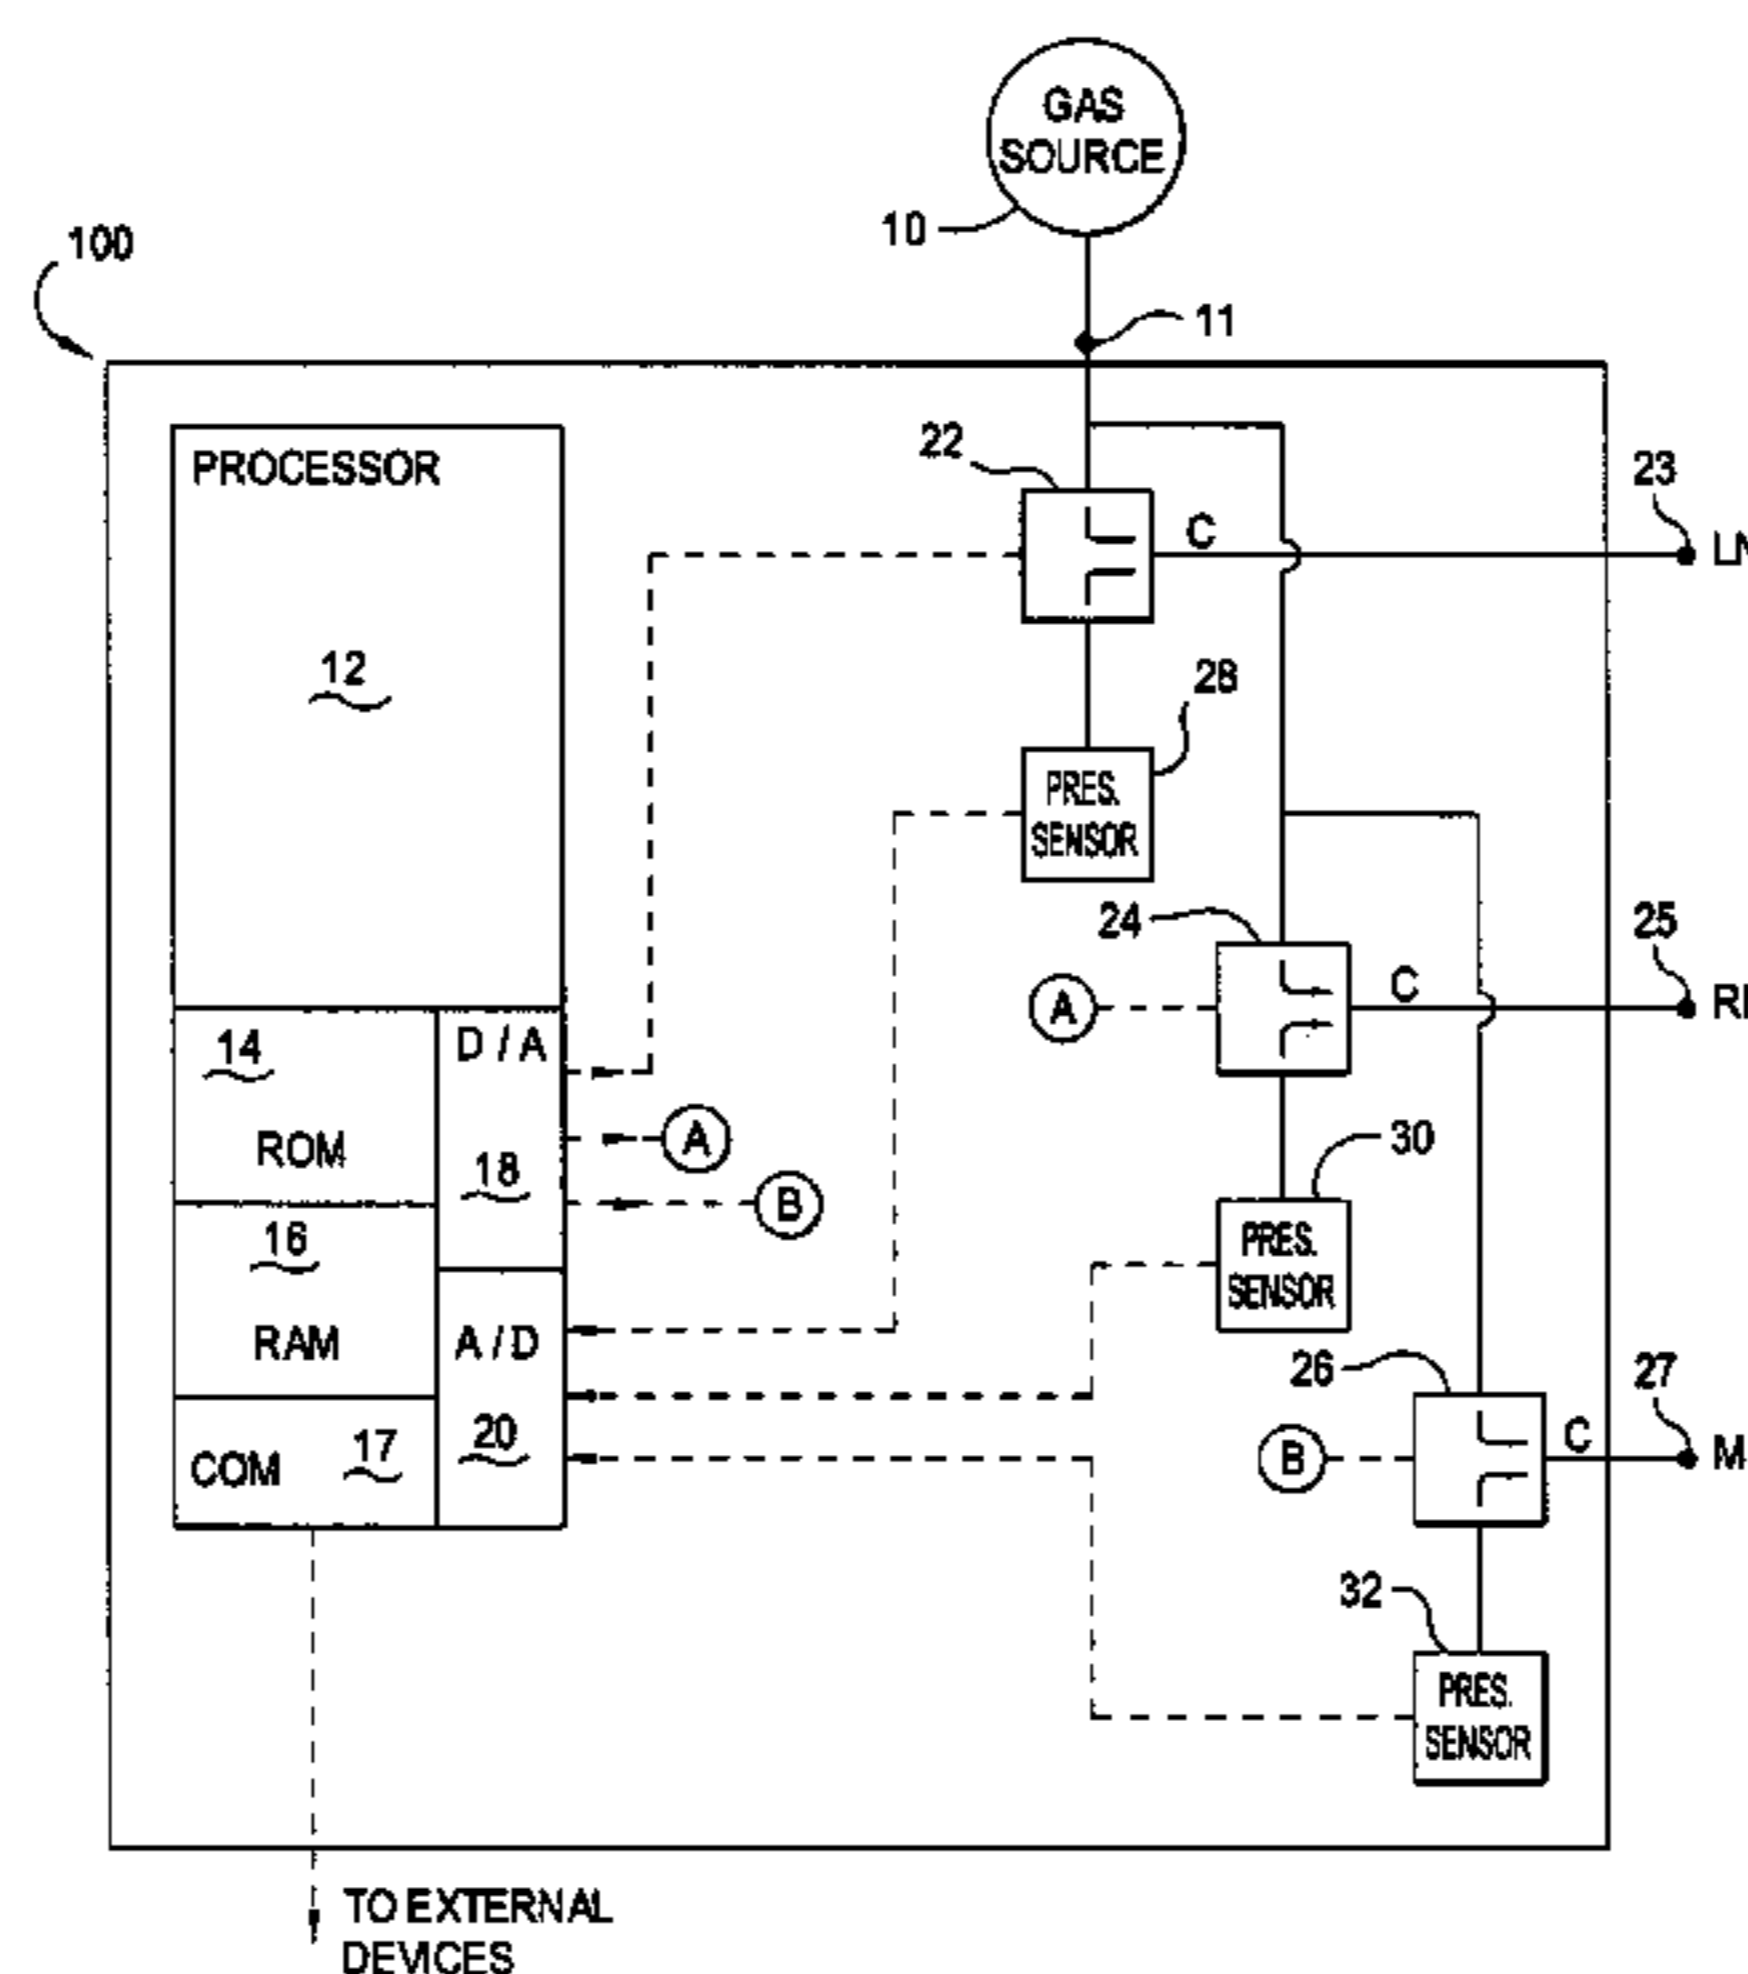 GAS
SOURCE
10
100
11
PROCESSOR
22
23
C
LN
12
28
PRES.
SENSOR
24
25
A
C
14
D / A
ROM
A
30
18
B
16
PRES.
SENSOR
RAM
A / D
26
27
B
C
M
COM
17
20
32
PRES.
SENSOR
TO EXTERNAL
DEVICES